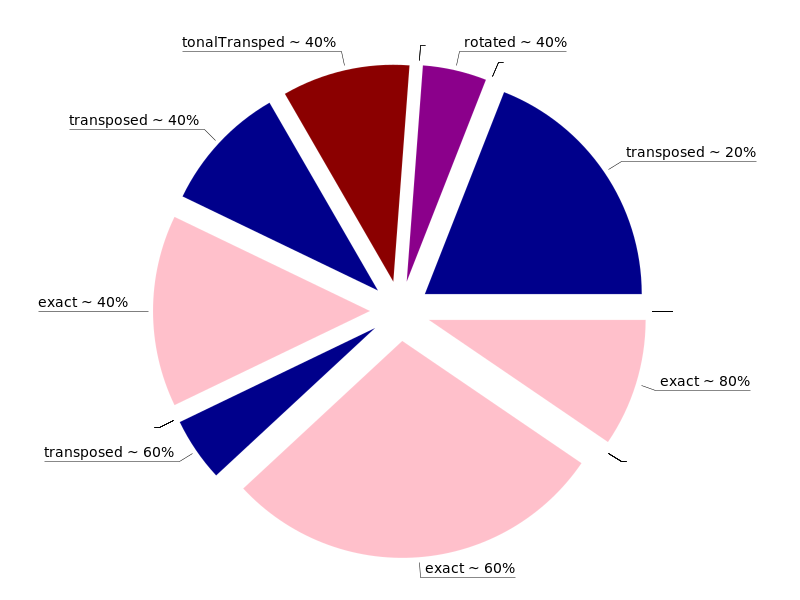 tonalTransped ~ 40%
rotated ~ 40%
transposed ~ 40%
transposed ~ 20%
exact ~ 40%
exact ~ 80%
transposed ~ 60%
exact ~ 60%